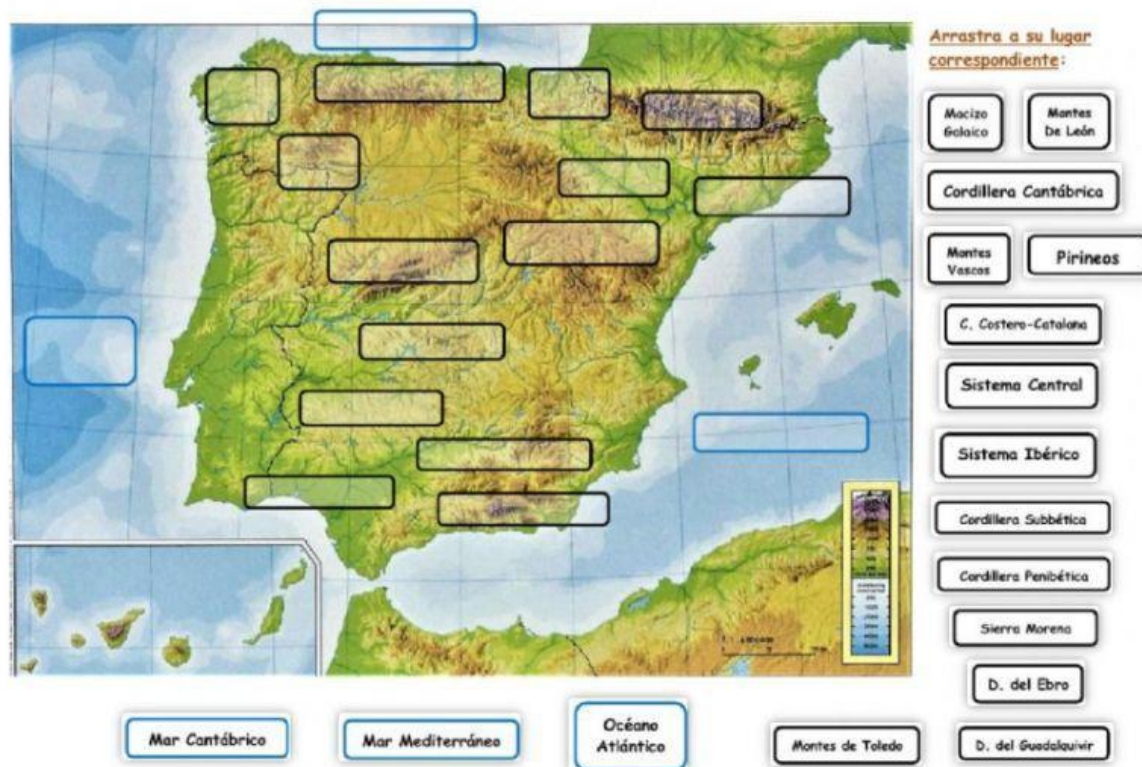 Arrastra a su lugar
correspondiente:
Macizo
Galaico
Montes
De León
Cordillera Cantábrica
Montes
Vascos
Pirineos
C. Costero-Catalana
Sistema Central
Sistema Ibérico
Cordillera Subbética
Cordillera Penibética
Sierra Morena
D. del Ebro
D. del Guadalquivir
Montes de Toledo
Océano
Atlántico
Mar Mediterráneo
Mar Cantábrico